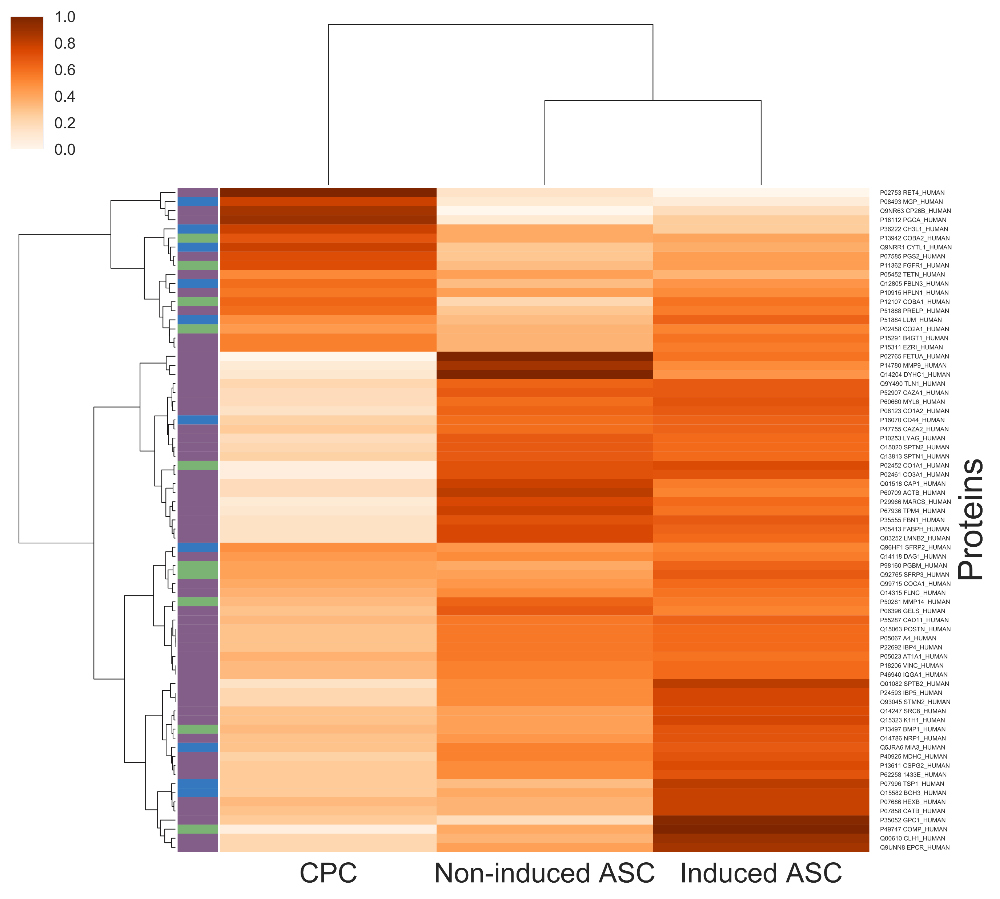 1.0
0.8
0.6
0.4
0.2
0.0
P02753 RET4_HUMAN
P08493 MGP_HUMAN
Q9NR63 CP26B_HUMAN
P16112 PGCA_HUMAN
P36222 CH3L1_HUMAN
P13942 COBA2_HUMAN
Q9NRR1 CYTL1_HUMAN
P07585 PGS2_HUMAN
P11362 FGFR1_HUMAN
P05452 TETN_HUMAN
Q12805 FBLN3_HUMAN
P10915 HPLN1_HUMAN
P12107 COBA1_HUMAN
P51888 PRELP_HUMAN
P51884 LUM_HUMAN
P02458 CO2A1_HUMAN
P15291 B4GT1_HUMAN
P15311 EZRI_HUMAN
P02765 FETUA_HUMAN
P14780 MMP9_HUMAN
Q14204 DYHC1_HUMAN
Q9Y490 TLN1_HUMAN
P52907 CAZA1_HUMAN
P60660 MYL6_HUMAN
P08123 CO1A2_HUMAN
P16070 CD44_HUMAN
P47755 CAZA2_HUMAN
P10253 LYAG_HUMAN
O15020 SPTN2_HUMAN
Q13813 SPTN1_HUMAN
P02452 CO1A1_HUMAN
P02461 CO3A1_HUMAN
Q01518 CAP1_HUMAN
P60709 ACTB_HUMAN
P29966 MARCS_HUMAN
P67936 TPM4_HUMAN
P35555 FBN1_HUMAN
P05413 FABPH_HUMAN
Q03252 LMNB2_HUMAN
Q96HF1 SFRP2_HUMAN
Q14118 DAG1_HUMAN
P98160 PGBM_HUMAN
Q92765 SFRP3_HUMAN
Q99715 COCA1_HUMAN
Q14315 FLNC_HUMAN
P50281 MMP14_HUMAN
P06396 GELS_HUMAN
P55287 CAD11_HUMAN
Q15063 POSTN_HUMAN
P05067 A4_HUMAN
P22692 IBP4_HUMAN
P05023 AT1A1_HUMAN
P18206 VINC_HUMAN
P46940 IQGA1_HUMAN
Q01082 SPTB2_HUMAN
P24593 IBP5_HUMAN
Q93045 STMN2_HUMAN
Q14247 SRC8_HUMAN
Q15323 K1H1_HUMAN
P13497 BMP1_HUMAN
O14786 NRP1_HUMAN
Q5JRA6 MIA3_HUMAN
P40925 MDHC_HUMAN
P13611 CSPG2_HUMAN
P62258 1433E_HUMAN
P07996 TSP1_HUMAN
Q15582 BGH3_HUMAN
P07686 HEXB_HUMAN
P07858 CATB_HUMAN
P35052 GPC1_HUMAN
P49747 COMP_HUMAN
Q00610 CLH1_HUMAN
Q9UNN8 EPCR_HUMAN
Proteins
CPC
Non-induced ASC
Induced ASC